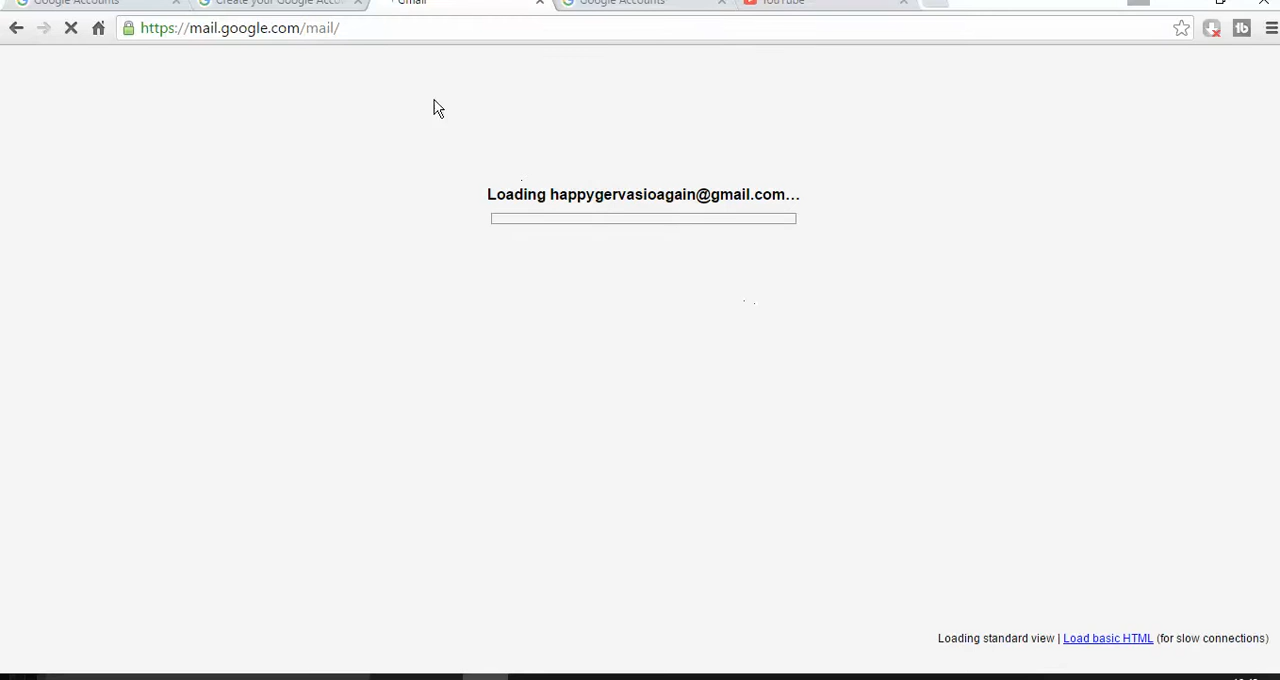 Google Accounts
Create your Google Acco
Gmail
Google Accounts
YouTube
https://mail.google.com/mail/
Loading happygervasioagain@gmail.com...
Loading standard view | Load basic HTML (for slow connections)